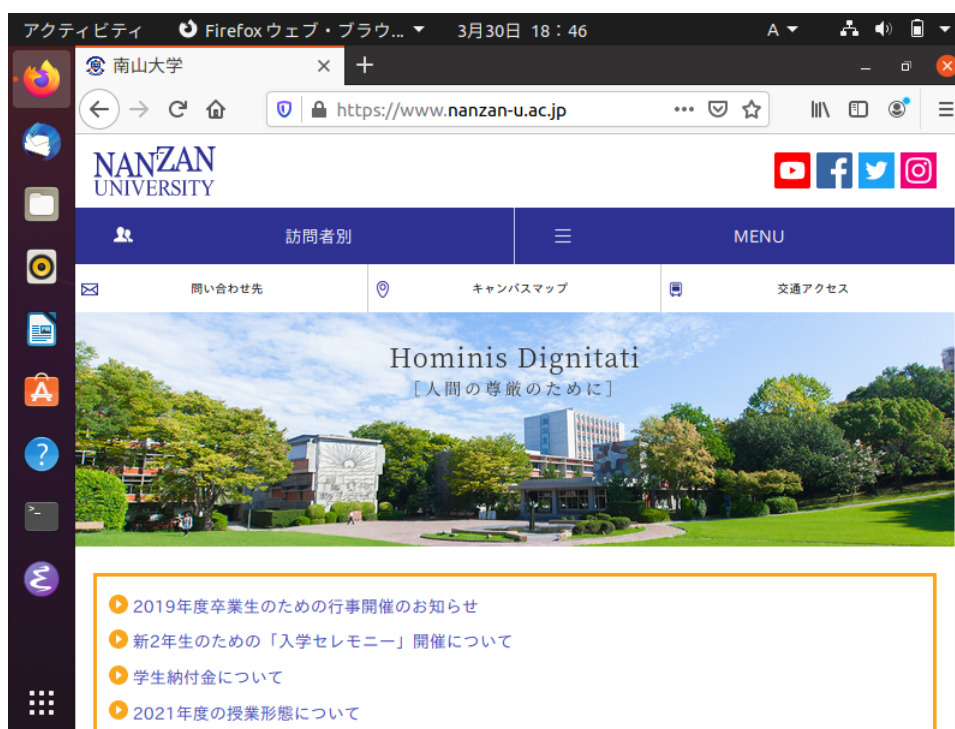 アクティビティ Firefox ウェブ・ブラウ... 3月30日 18:46 A
南山大学
https://www.nanzan-u.ac.jp
NANZAN
UNIVERSITY
訪問者別 MENU
問い合わせ先 キャンパスマップ 交通アクセス
Hominis Dignitati
[人間の尊厳のために]
2019年度卒業生のための行事開催のお知らせ
新2年生のための「入学セレモニー」開催について
学生納付金について
2021年度の授業形態について